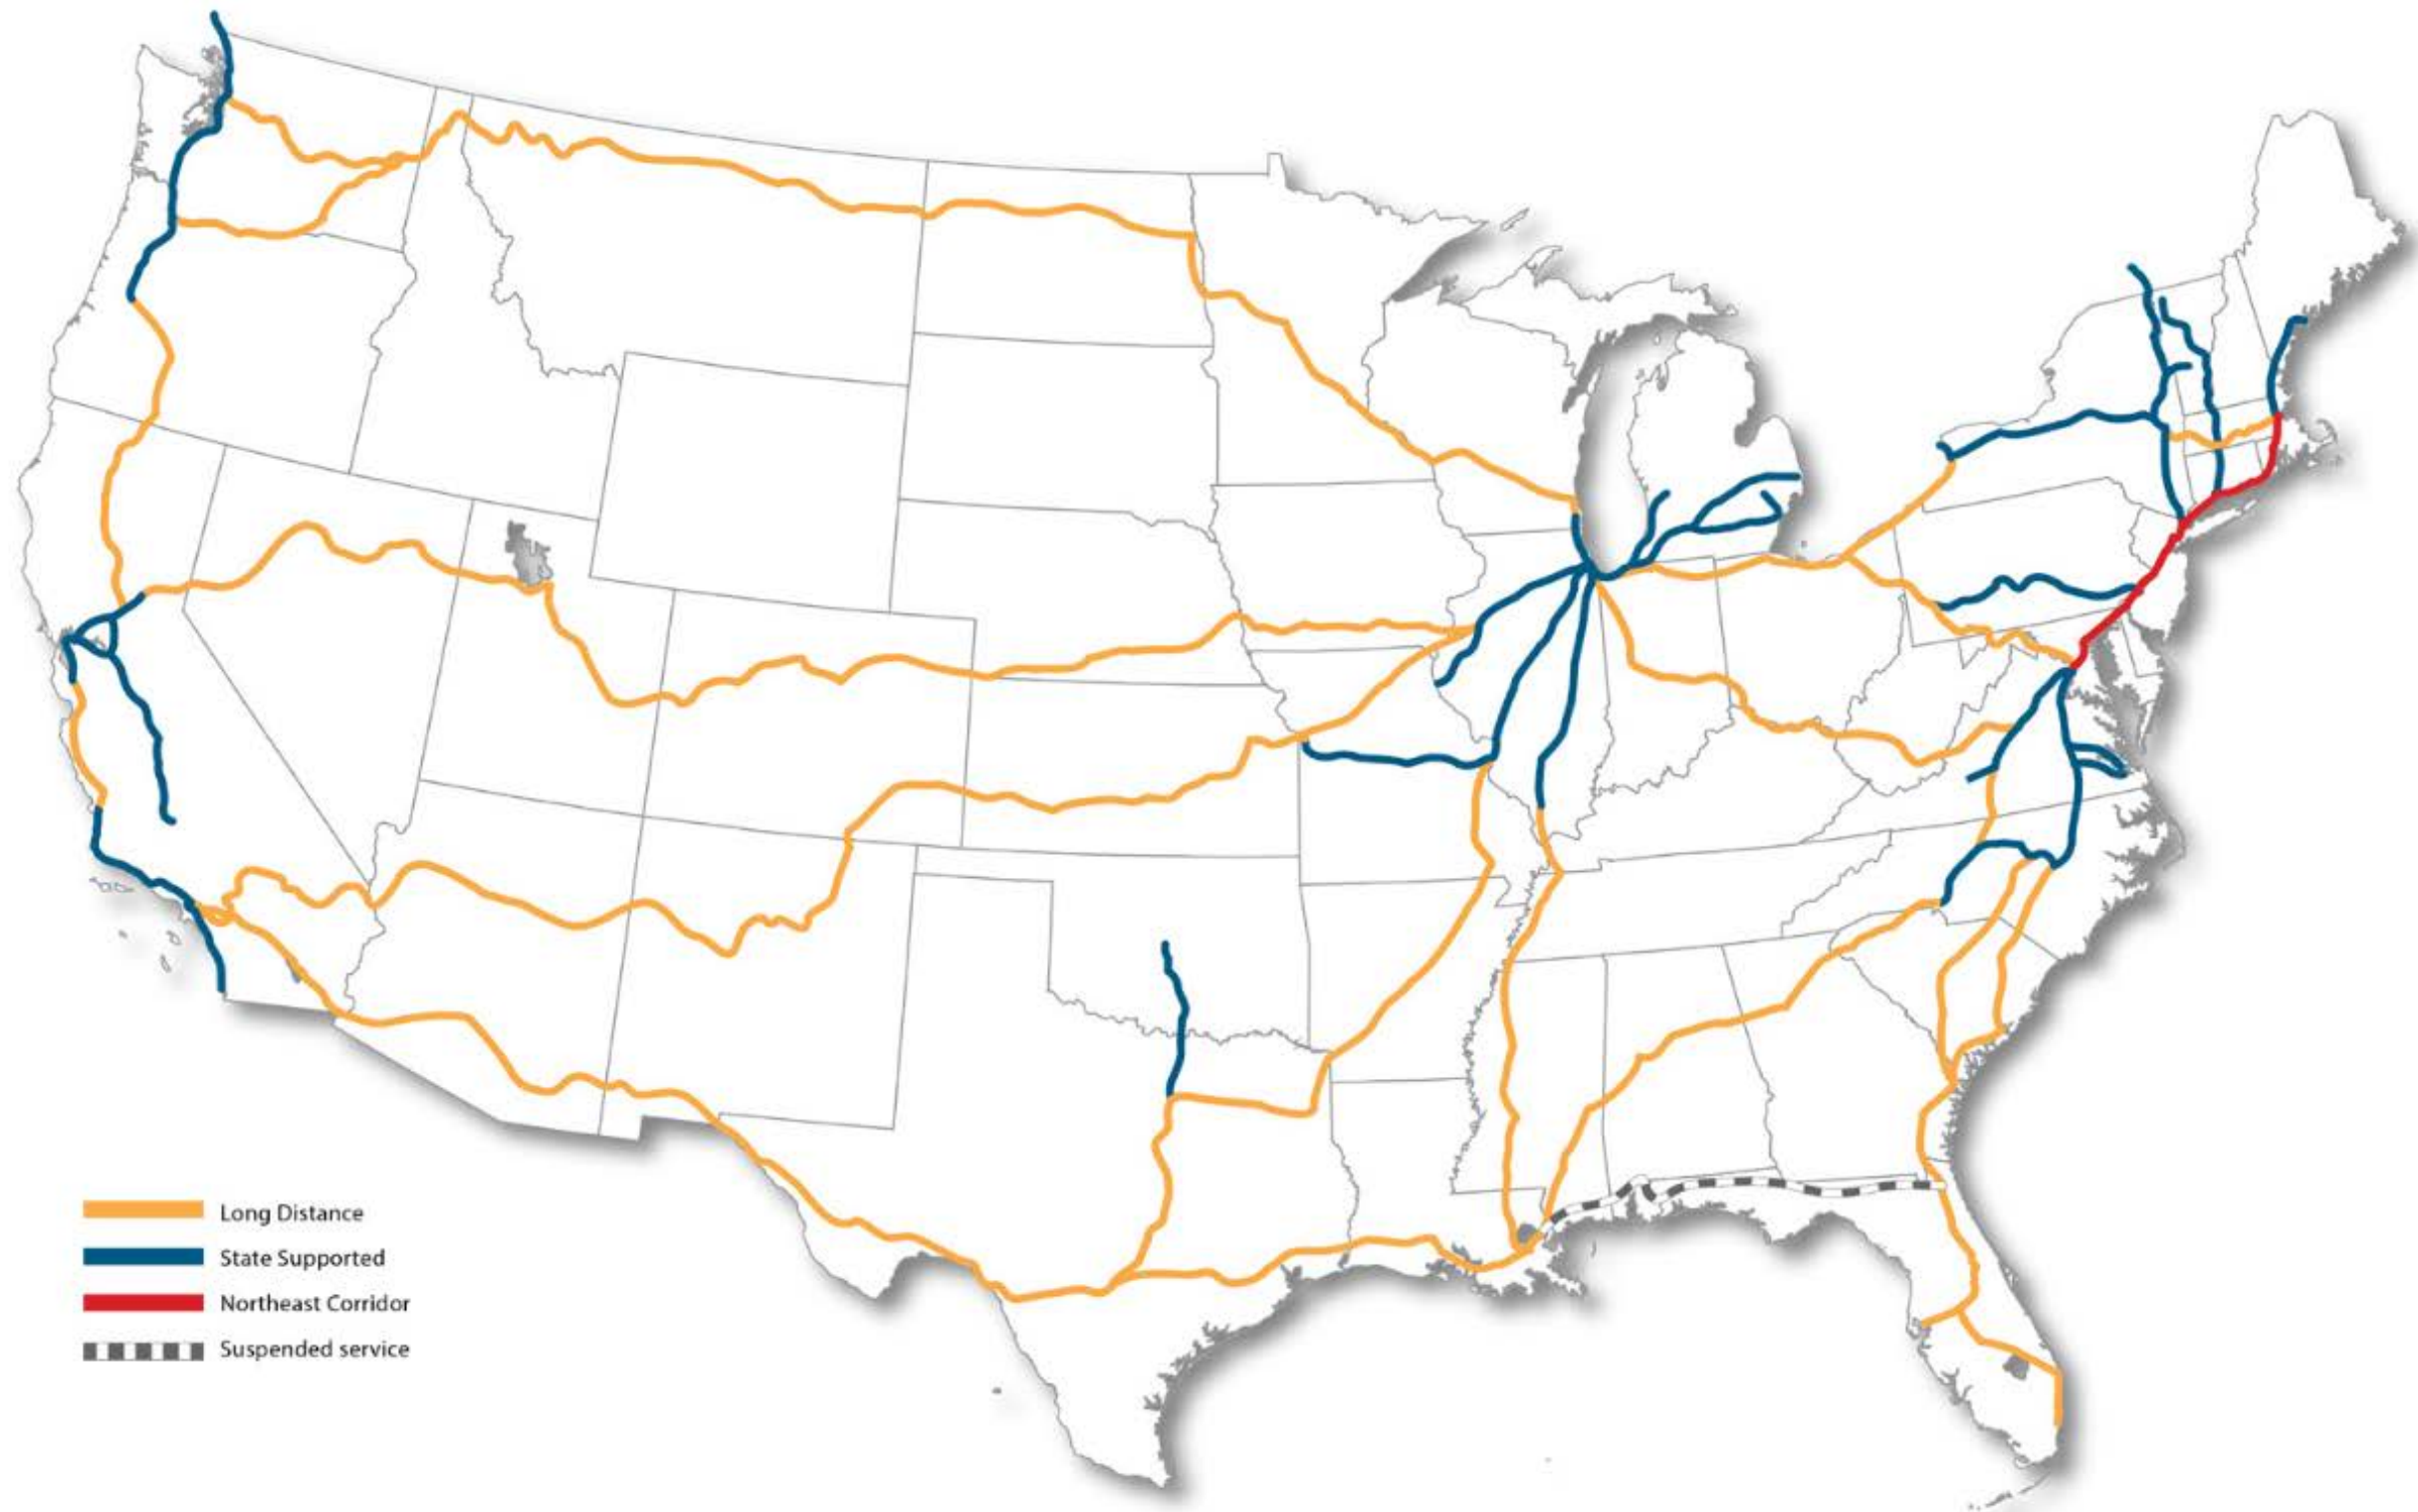 Long Distance
State Supported
Northeast Corridor
Suspended service